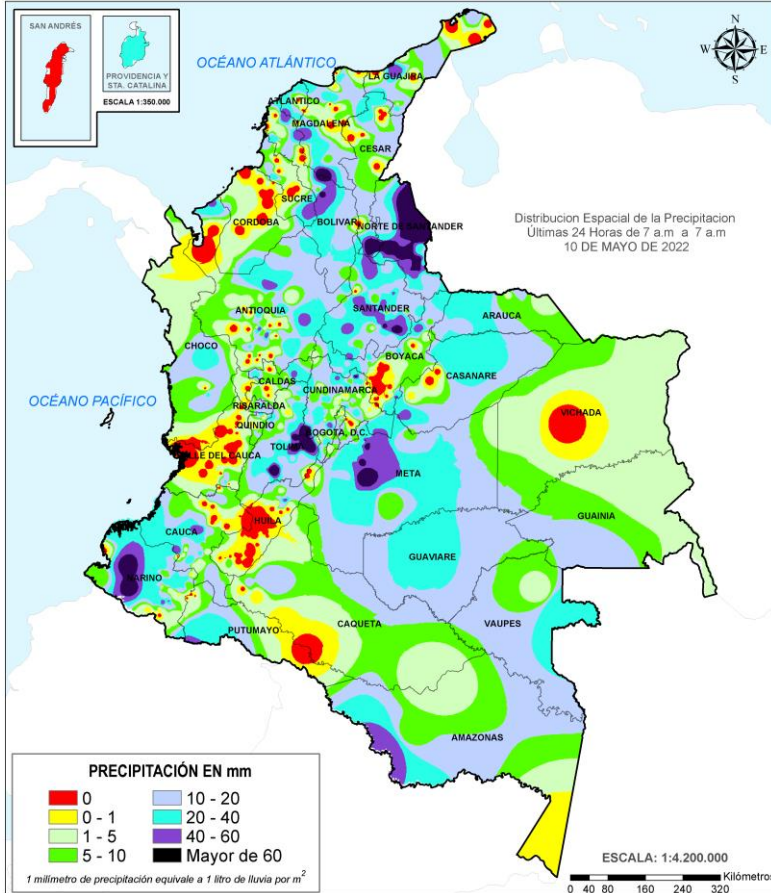 SAN ANDRÉS
PROVIDENCIA Y
STA. CATALINA
ESCALA 1:350.000
OCÉANO ATLÁNTICO
N
W
E
S
LA GUAJIRA
ATLANTICO
MAGDALENA
CESAR
SUCRE
CORDOBA
BOLIVAR
NORTE DE SANTANDER
Distribucion Espacial de la Precipitacion
Últimas 24 Horas de 7 a.m a 7 a.m
10 DE MAYO DE 2022
ANTIOQUIA
SANTANDER
ARAUCA
CHOCO
BOYACA
CASANARE
CALDAS
CUNDINAMARCA
OCÉANO PACÍFICO
RISARALDA
VICHADA
QUINDIO
BOGOTA, D.C.
TOLIMA
VALLE DEL CAUCA
META
HUILA
GUAINIA
CAUCA
GUAVIARE
NARIÑO
CAQUETA
VAUPES
PUTUMAYO
AMAZONAS
PRECIPITACIÓN EN mm
0
10 - 20
0 - 1
20 - 40
1 - 5
40 - 60
5 - 10
Mayor de 60
1 milímetro de precipitación equivale a 1 litro de lluvia por m²
ESCALA: 1:4.200.000
0 40 80 160 240 320 Kilómetros